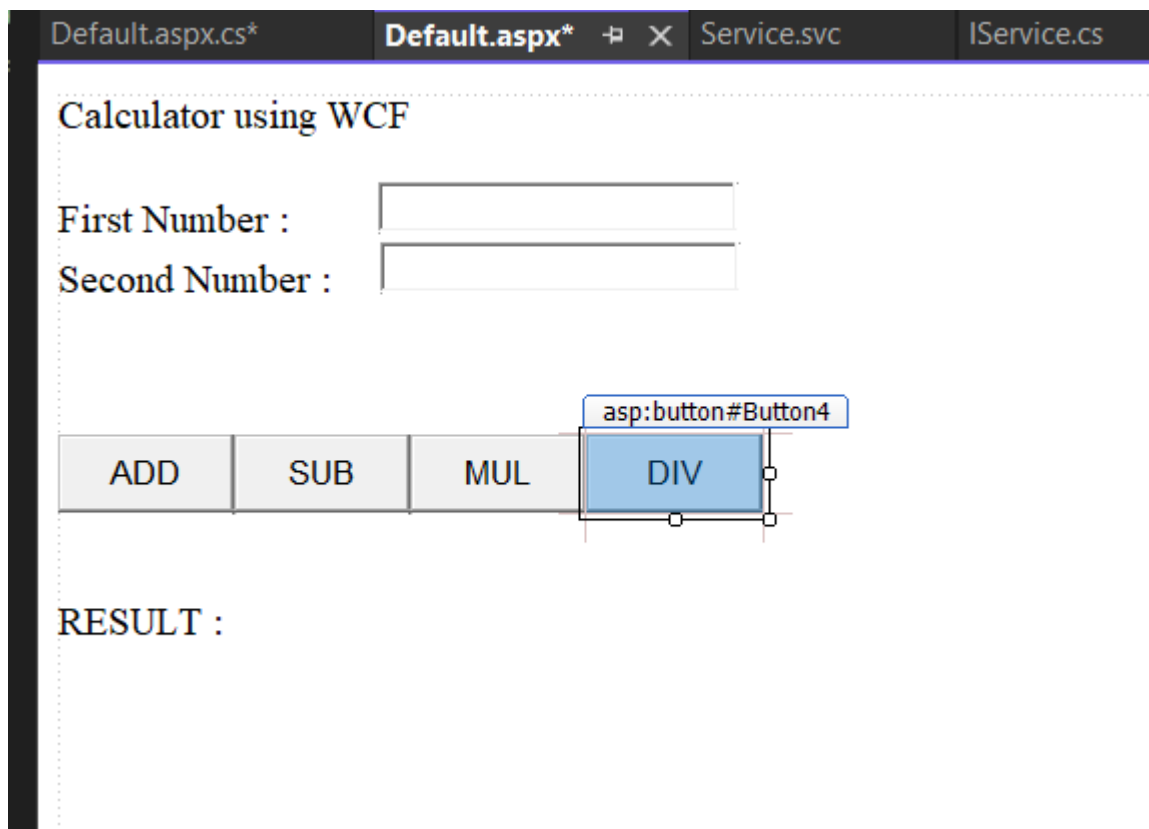 Default.aspx.cs* Default.aspx* Service.svc IService.cs
Calculator using WCF
First Number :
Second Number :
asp:button#Button4
ADD SUB MUL DIV
RESULT :